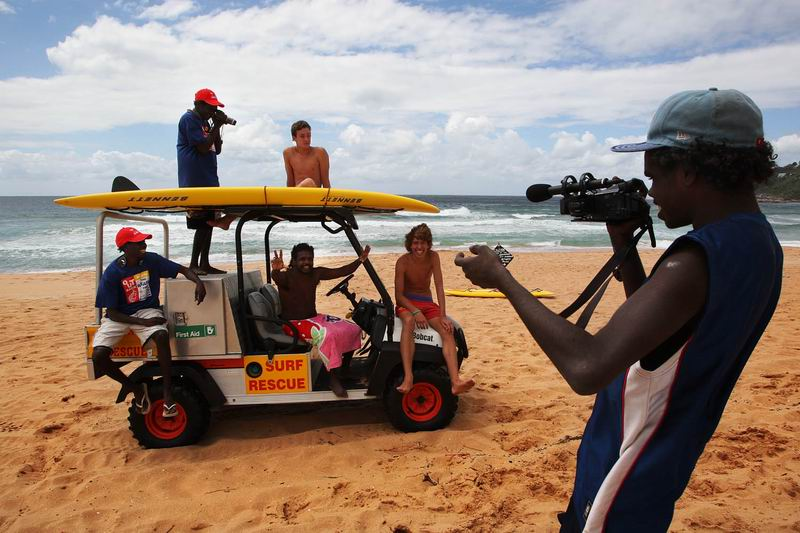 BENNETT
BENNETT
First Aid
RESCUE
SURF
RESCUE
Bobcat